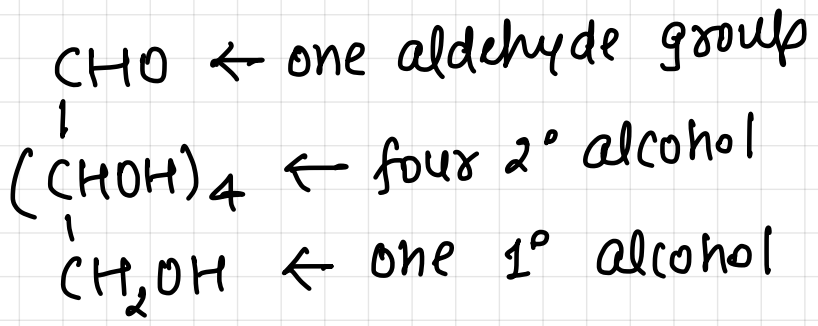 CHO ← one aldehyde group
(CHOH)4 ← four 2° alcohol
CH2OH ← one 1° alcohol